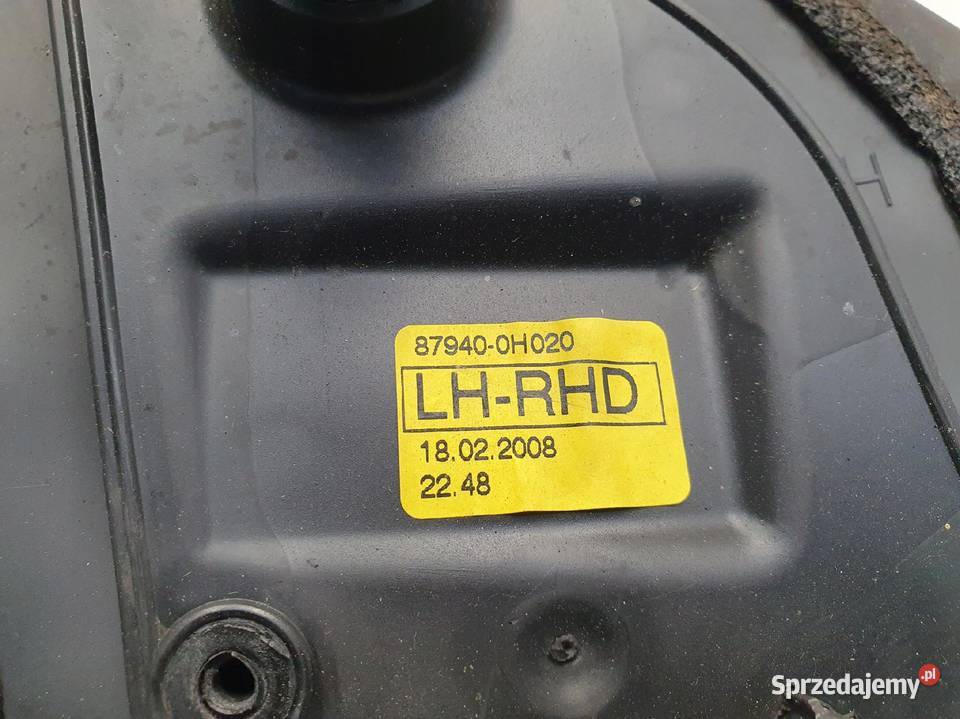 87940-0H020
LH-RHD
18.02.2008
22.48
H
Sprzedajemy.pl